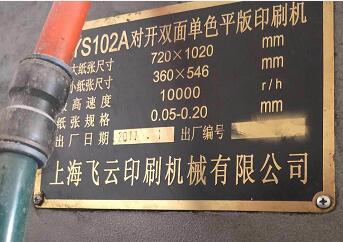 YS102A对开双面单色平版印刷机
大纸张尺寸 720×1020 mm
小纸张尺寸 360×546 mm
高速度 10000 r/h
纸张规格 0.05-0.20 mm
出厂日期 2011. 1 出厂编号
上海飞云印刷机械有限公司